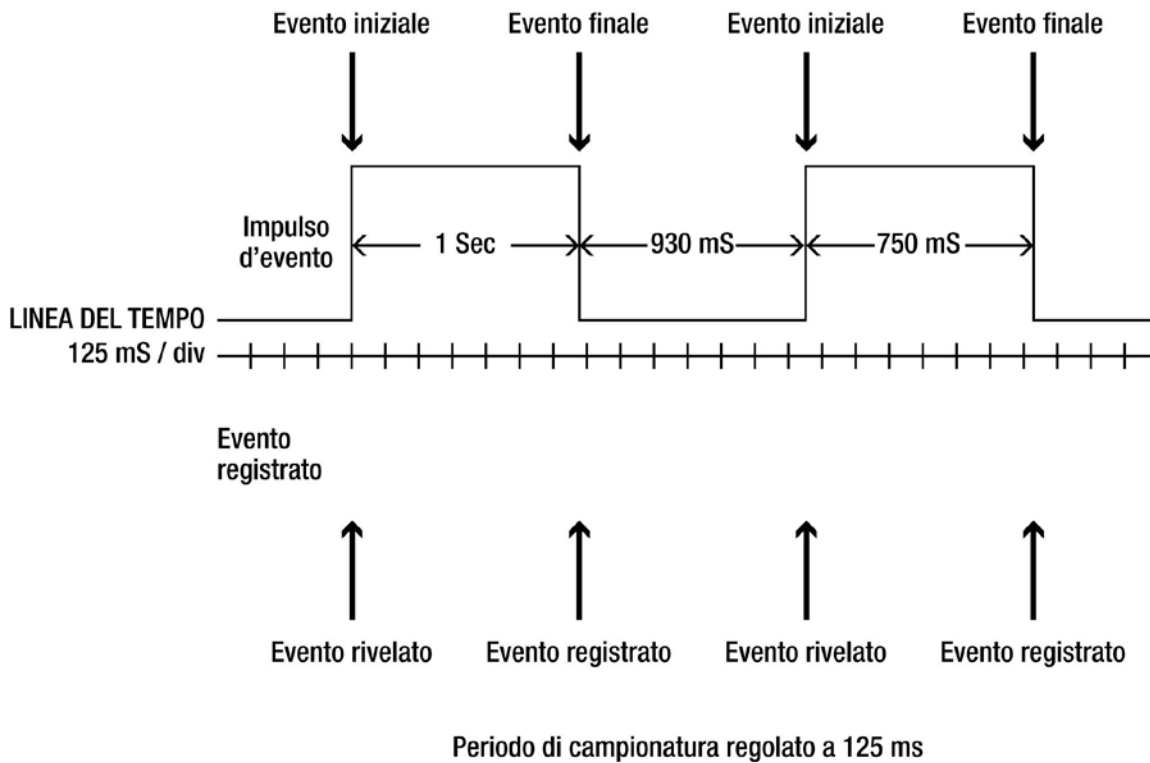 Evento iniziale
Evento finale
Evento iniziale
Evento finale
Impulso
d'evento
1 Sec
930 mS
750 mS
LINEA DEL TEMPO
125 mS / div
Evento
registrato
Evento rivelato
Evento registrato
Evento rivelato
Evento registrato
Periodo di campionatura regolato a 125 ms